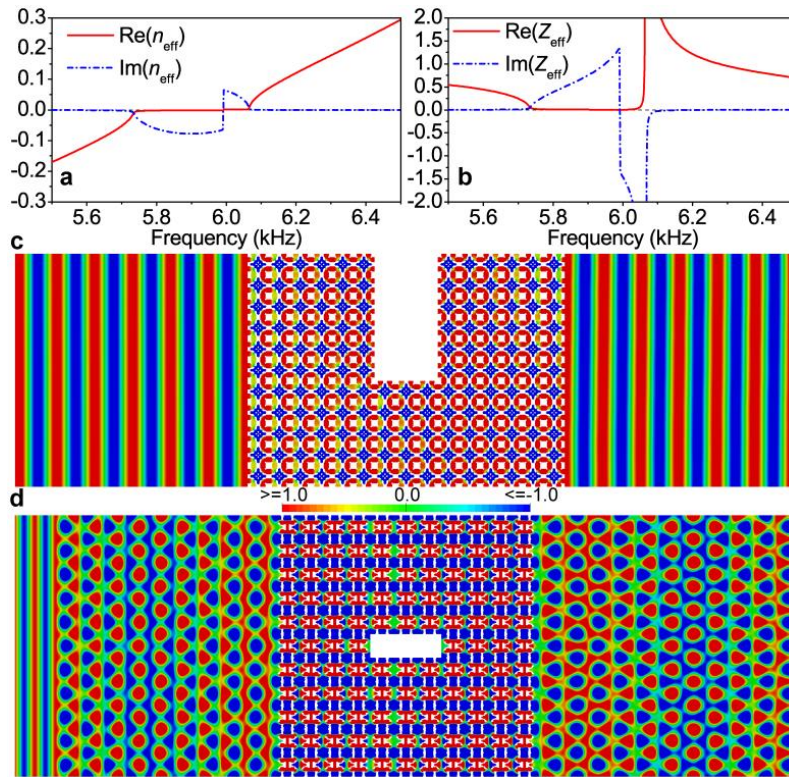 0.3
0.2
0.1
0.0
-0.1
-0.2
-0.3
Re(neff)
Im(neff)
a
5.6 5.8 6.0 6.2 6.4
Frequency (kHz)
2.0
1.5
1.0
0.5
0.0
-0.5
-1.0
-1.5
-2.0
Re(Zeff)
Im(Zeff)
b
5.6 5.8 6.0 6.2 6.4
Frequency (kHz)
c
d
>=1.0 0.0 <=-1.0